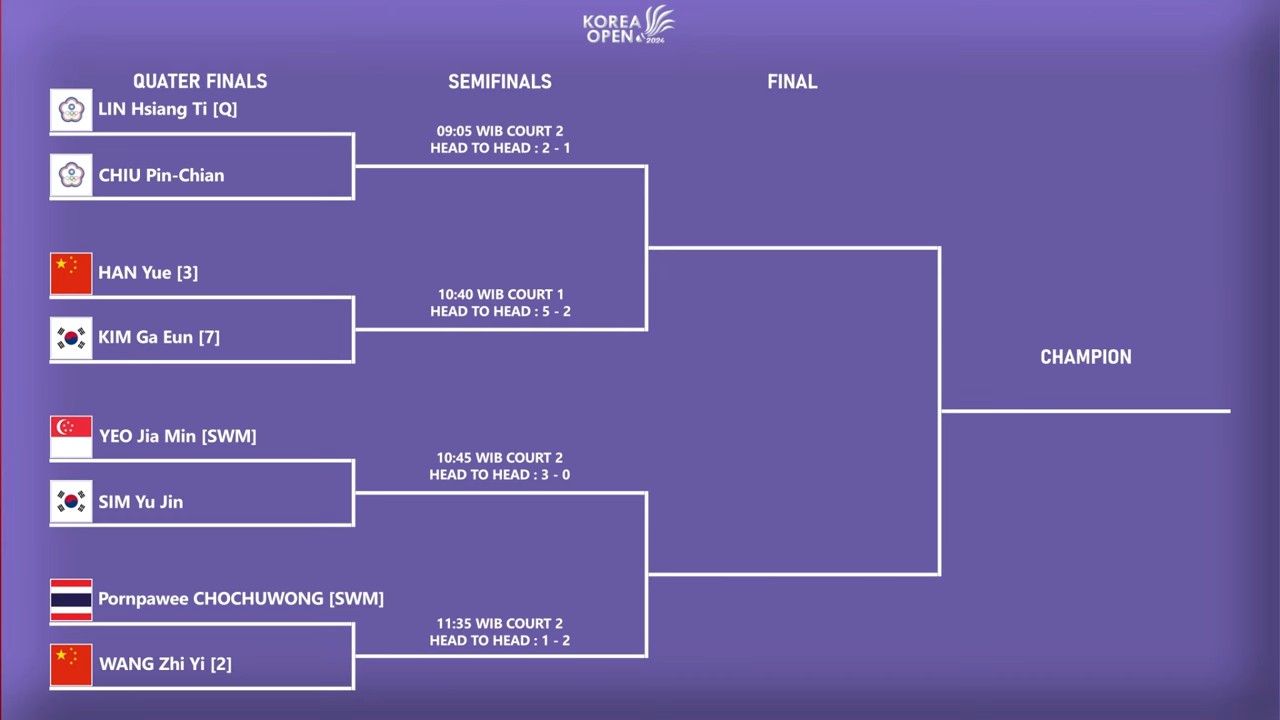 KOREA
OPEN 2024
QUATER FINALS
SEMIFINALS
FINAL
LIN Hsiang Ti [Q]
09:05 WIB COURT 2
HEAD TO HEAD : 2 - 1
CHIU Pin-Chian
HAN Yue [3]
10:40 WIB COURT 1
HEAD TO HEAD : 5 - 2
KIM Ga Eun [7]
CHAMPION
YEO Jia Min [SWM]
10:45 WIB COURT 2
HEAD TO HEAD : 3 - 0
SIM Yu Jin
Pornpawee CHOCHUWONG [SWM]
11:35 WIB COURT 2
HEAD TO HEAD : 1 - 2
WANG Zhi Yi [2]